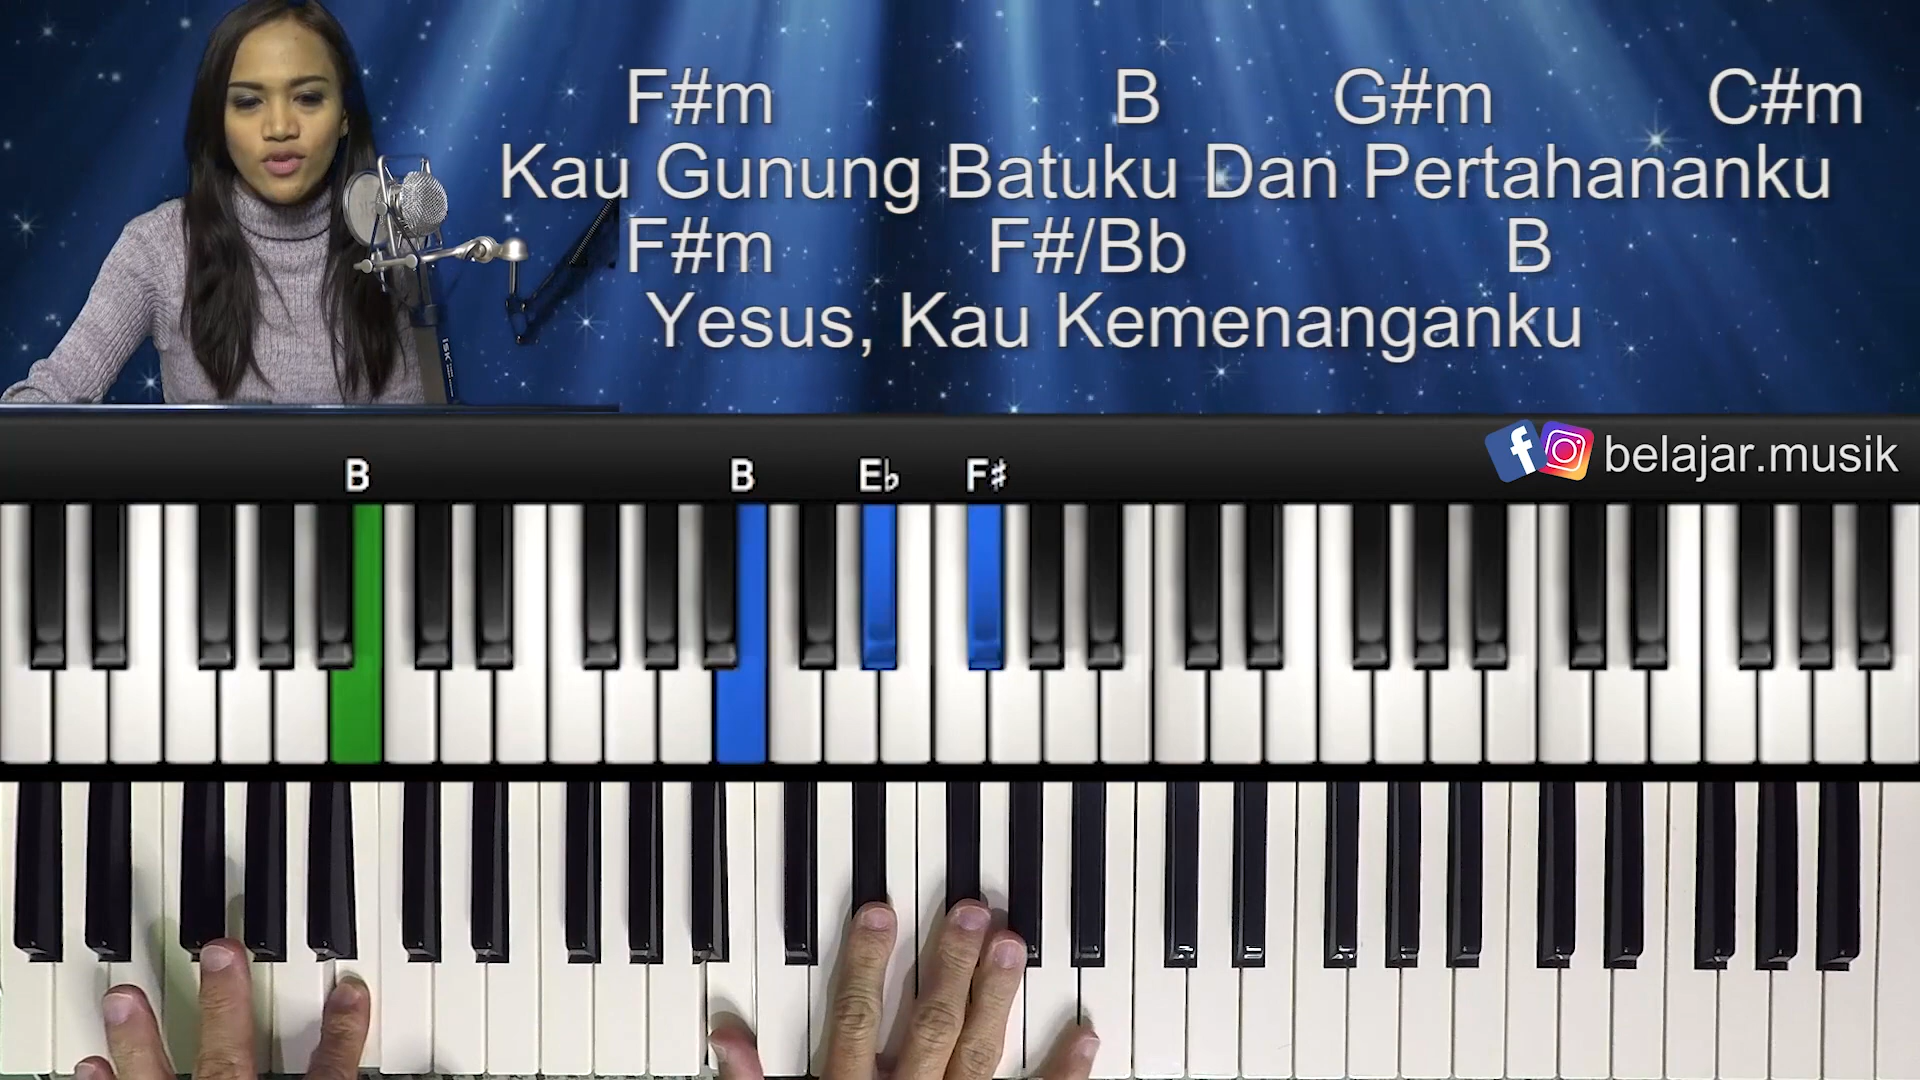 F#m B G#m C#m
Kau Gunung Batuku Dan Pertahananku
F#m F#/Bb B
Yesus, Kau Kemenanganku
belajar.musik
B B E♭ F♯